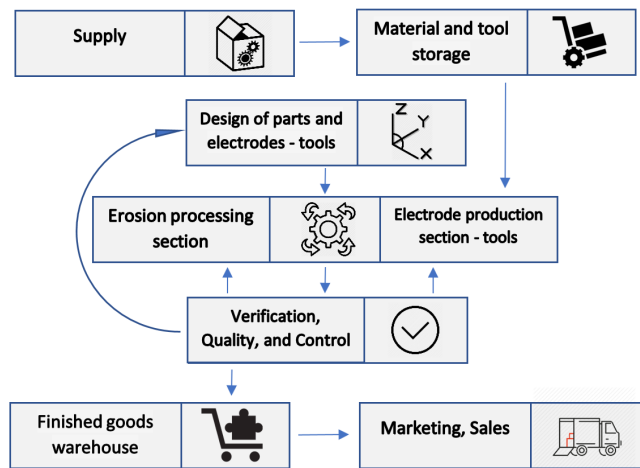 Supply
Material and tool
storage
Design of parts and
electrodes - tools
Z
Y
X
Erosion processing
section
Electrode production
section - tools
Verification,
Quality, and Control
Finished goods
warehouse
Marketing, Sales